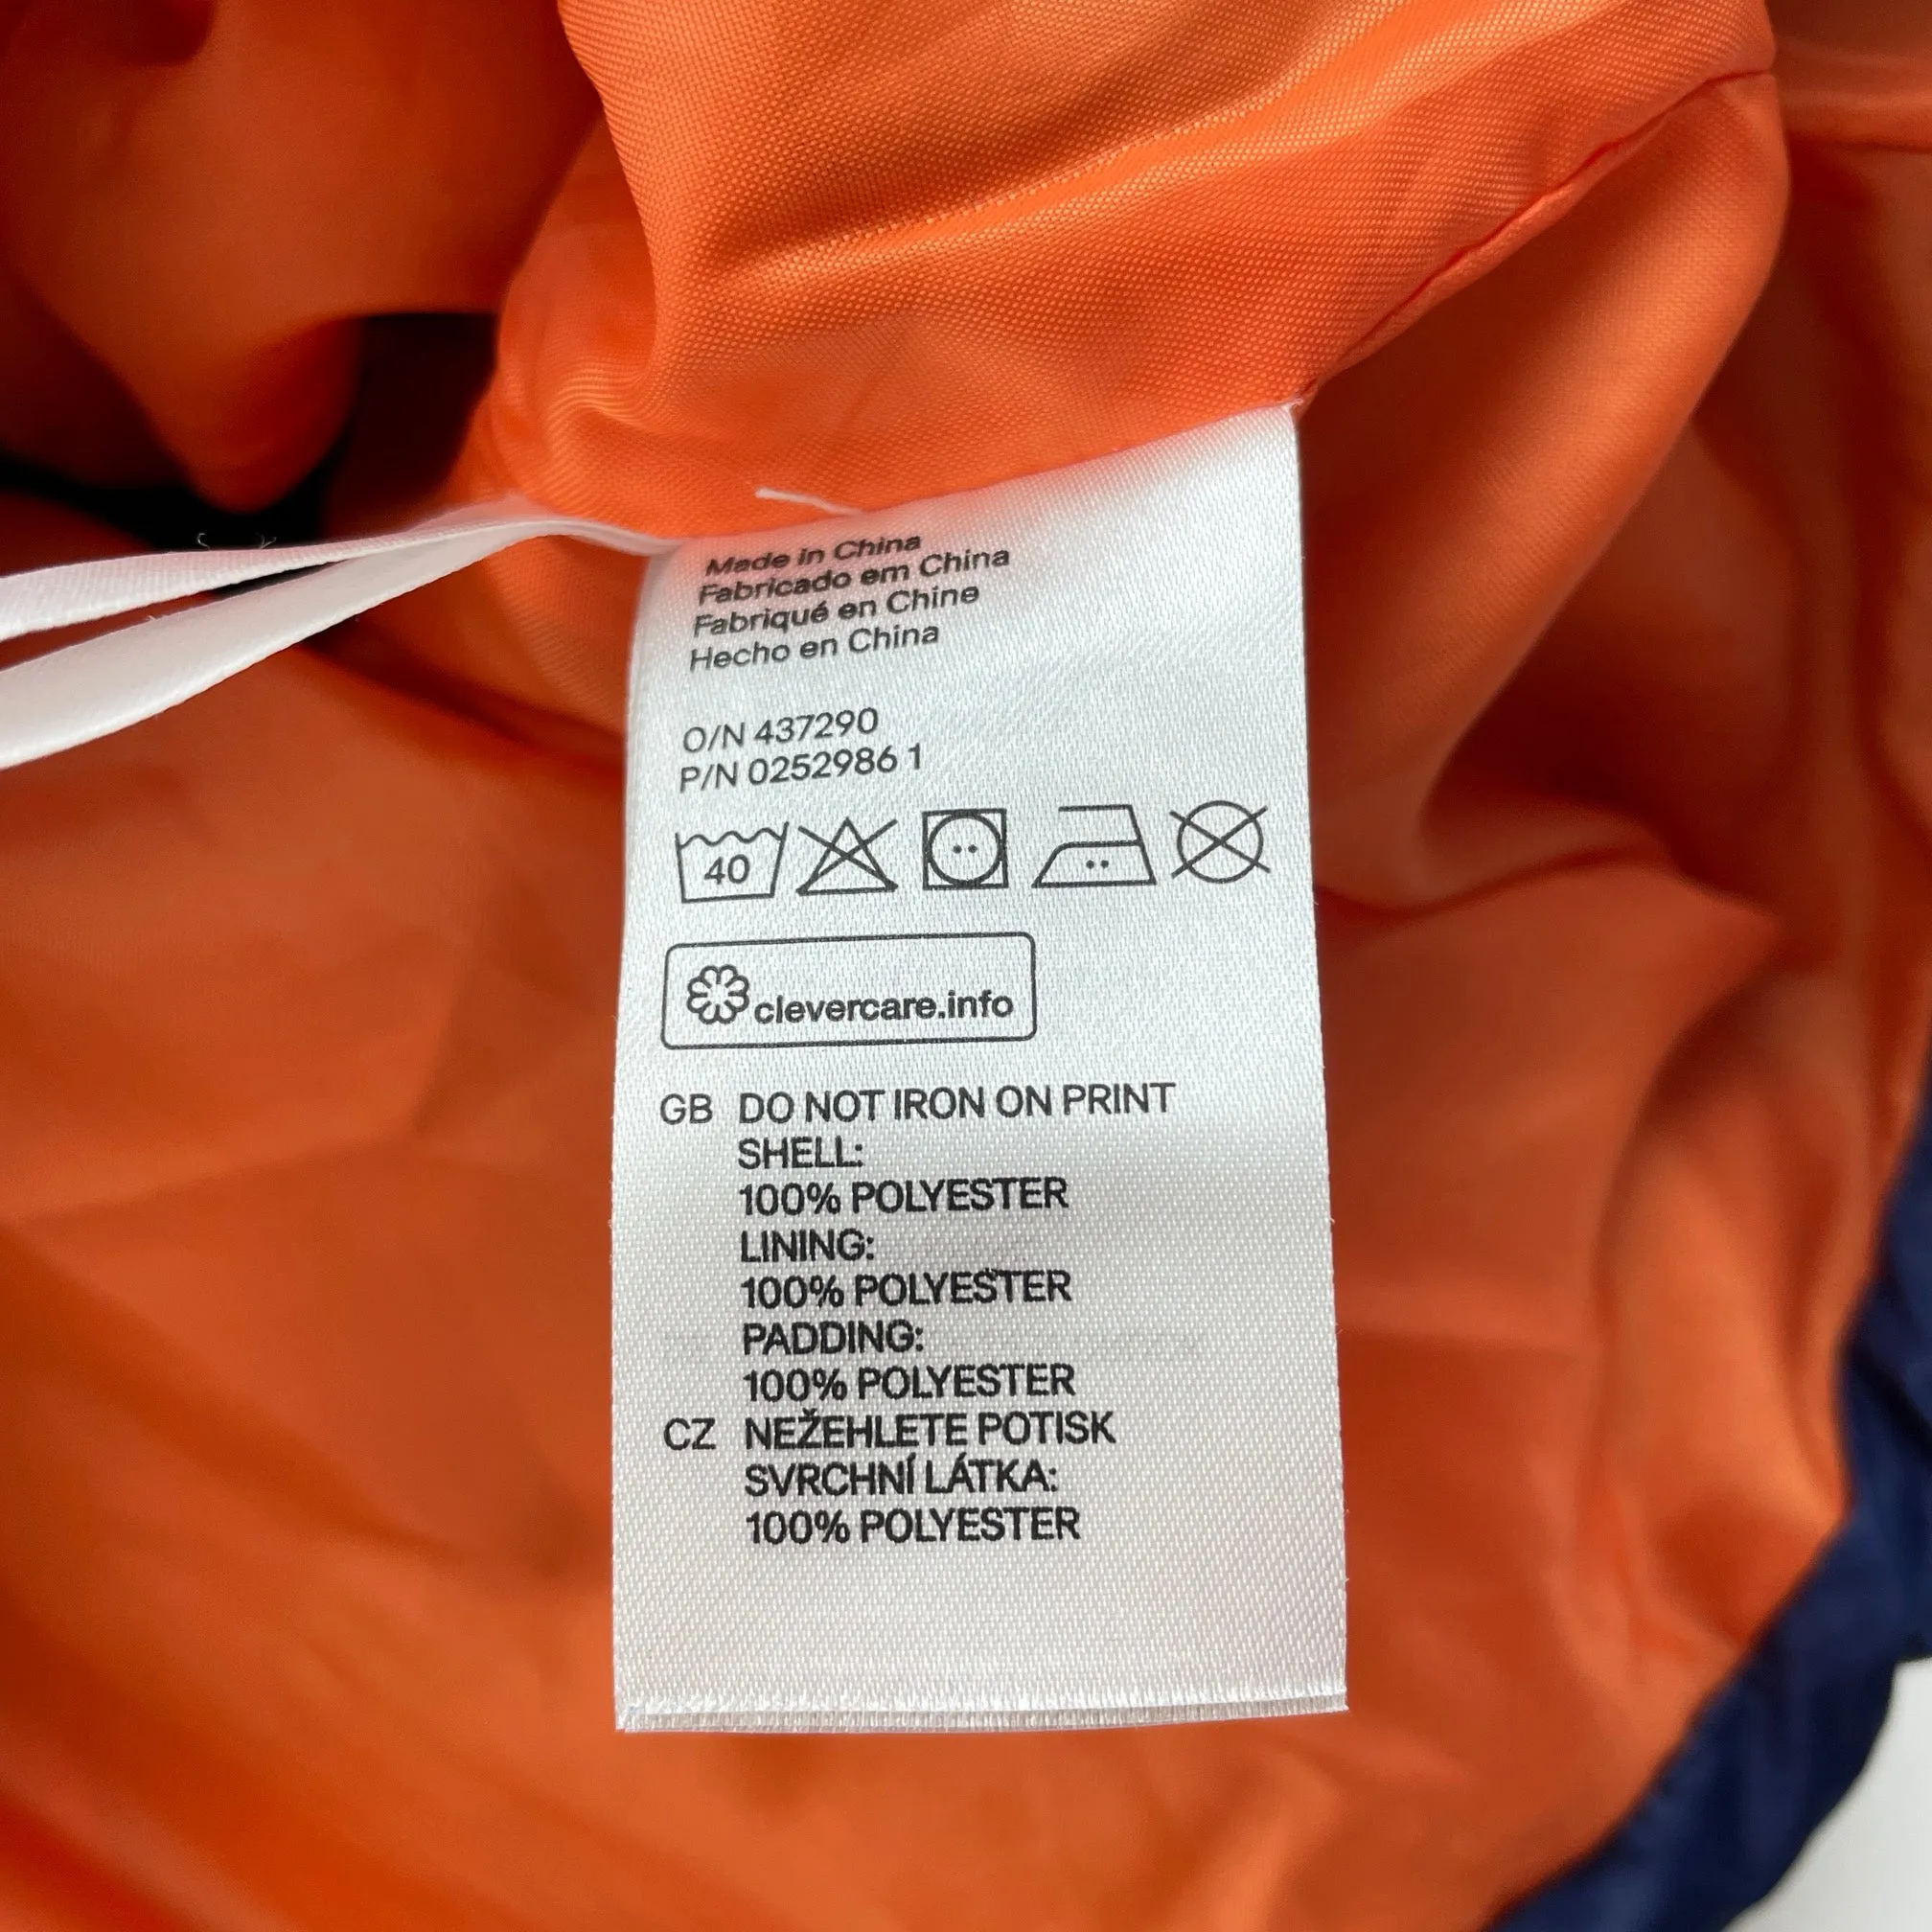 Made in China
Fabricado em China
Fabriqué en Chine
Hecho en China
O/N 437290
P/N 0252986 1
40
clevercare.info
GB DO NOT IRON ON PRINT
SHELL:
100% POLYESTER
LINING:
100% POLYESTER
PADDING:
100% POLYESTER
CZ NEŽEHLETE POTISK
SVRCHNÍ LÁTKA:
100% POLYESTER